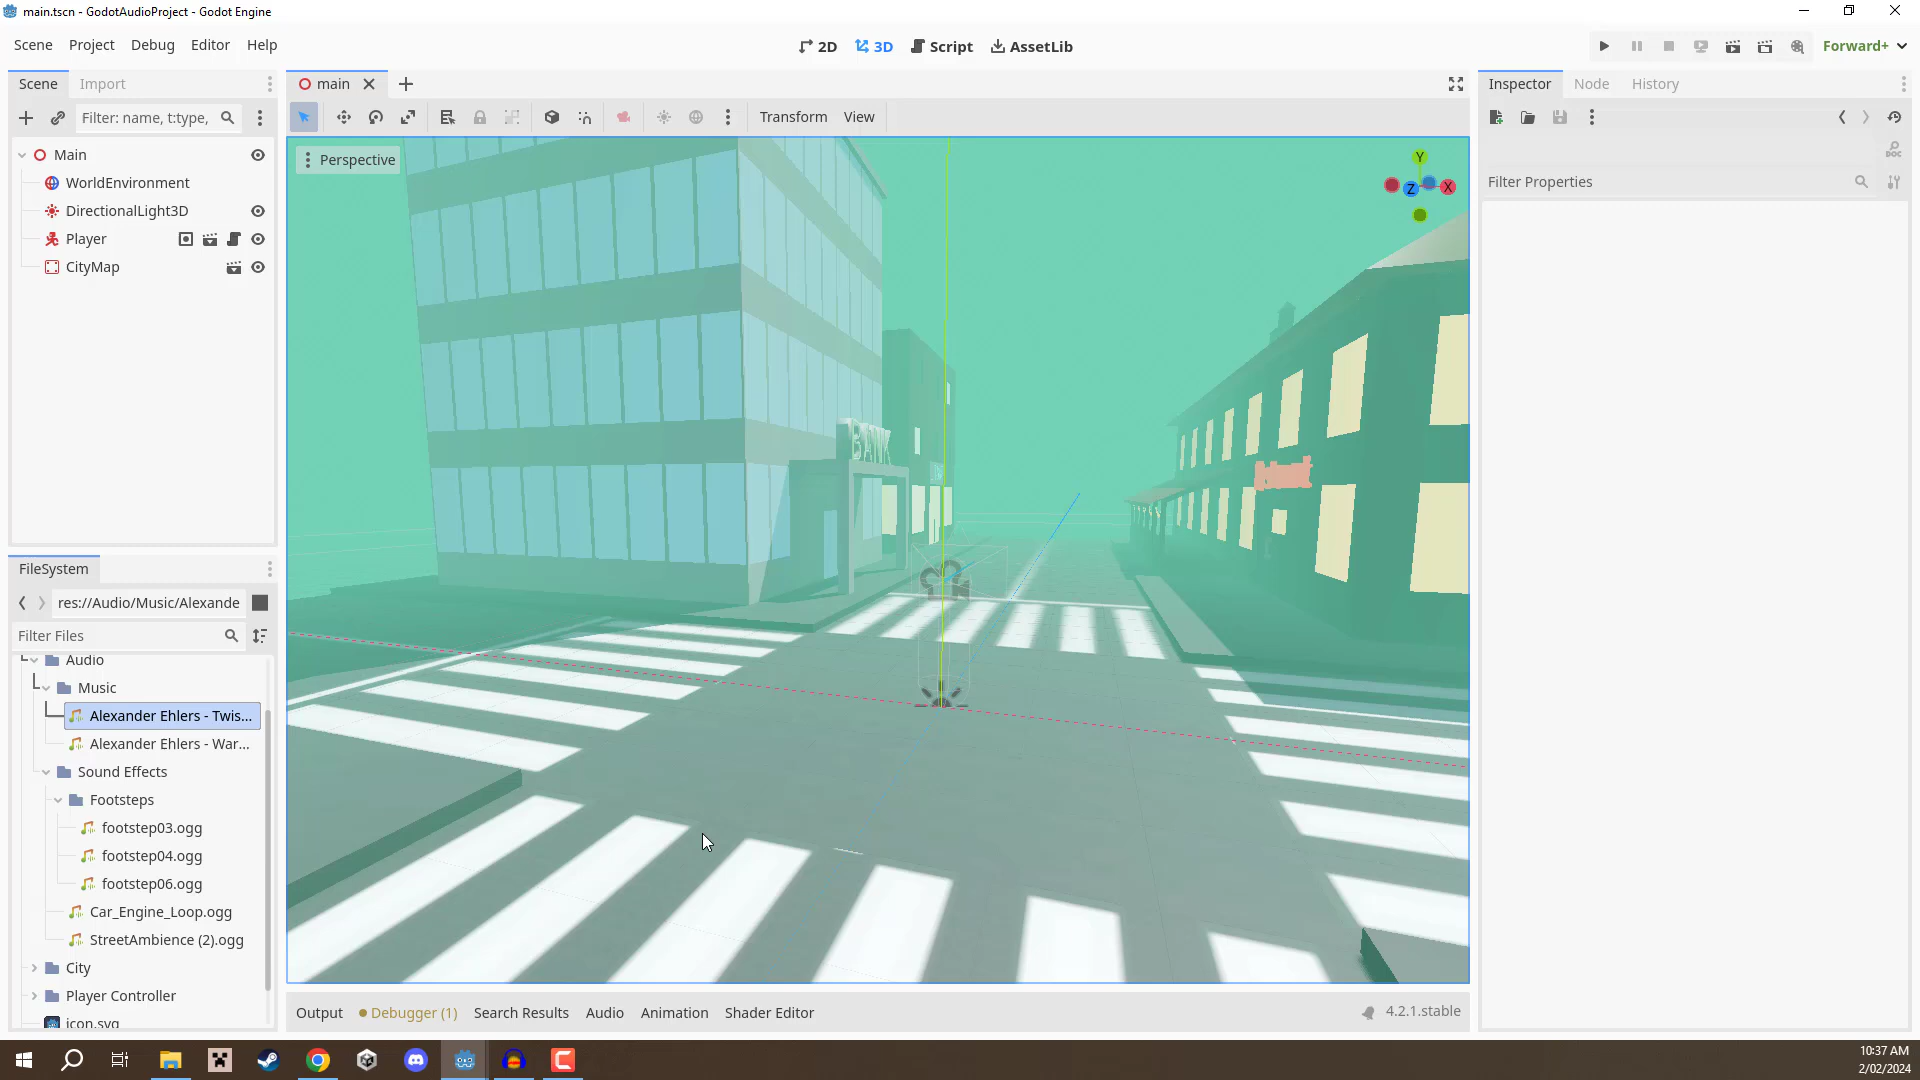 main.tscn - GodotAudioProject - Godot Engine
Scene Project Debug Editor Help
2D 3D Script AssetLib
Forward+
Scene Import
main
Inspector Node History
Filter: name, t:type,
Transform View
Main
Perspective
Y
Z X
DOC
WorldEnvironment
Filter Properties
DirectionalLight3D
Player
CityMap
BANK
FileSystem
res://Audio/Music/Alexande
Filter Files
Audio
Music
Alexander Ehlers - Twis...
Alexander Ehlers - War...
Sound Effects
Footsteps
footstep03.ogg
footstep04.ogg
footstep06.ogg
Car_Engine_Loop.ogg
StreetAmbience (2).ogg
City
Player Controller
icon.svg
Output Debugger (1) Search Results Audio Animation Shader Editor
4.2.1.stable
10:37 AM
2/02/2024